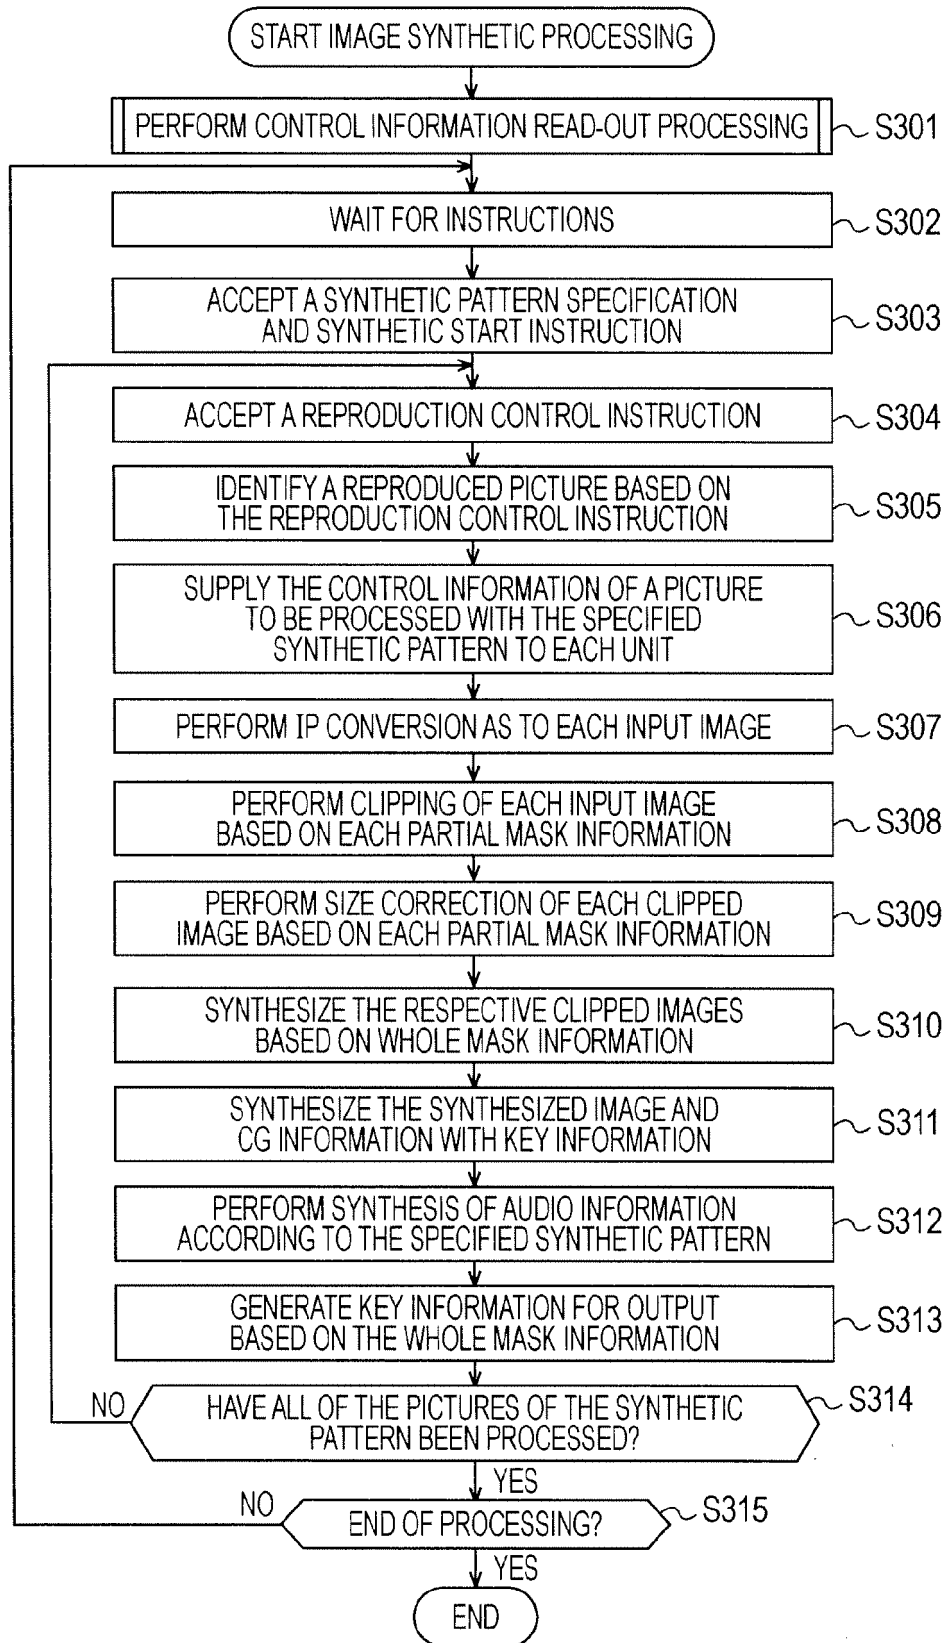 START IMAGE SYNTHETIC PROCESSING
PERFORM CONTROL INFORMATION READ-OUT PROCESSING
S301
WAIT FOR INSTRUCTIONS
S302
ACCEPT A SYNTHETIC PATTERN SPECIFICATION
AND SYNTHETIC START INSTRUCTION
S303
ACCEPT A REPRODUCTION CONTROL INSTRUCTION
S304
IDENTIFY A REPRODUCED PICTURE BASED ON
THE REPRODUCTION CONTROL INSTRUCTION
S305
SUPPLY THE CONTROL INFORMATION OF A PICTURE
TO BE PROCESSED WITH THE SPECIFIED
SYNTHETIC PATTERN TO EACH UNIT
S306
PERFORM IP CONVERSION AS TO EACH INPUT IMAGE
S307
PERFORM CLIPPING OF EACH INPUT IMAGE
BASED ON EACH PARTIAL MASK INFORMATION
S308
PERFORM SIZE CORRECTION OF EACH CLIPPED
IMAGE BASED ON EACH PARTIAL MASK INFORMATION
S309
SYNTHESIZE THE RESPECTIVE CLIPPED IMAGES
BASED ON WHOLE MASK INFORMATION
S310
SYNTHESIZE THE SYNTHESIZED IMAGE AND
CG INFORMATION WITH KEY INFORMATION
S311
PERFORM SYNTHESIS OF AUDIO INFORMATION
ACCORDING TO THE SPECIFIED SYNTHETIC PATTERN
S312
GENERATE KEY INFORMATION FOR OUTPUT
BASED ON THE WHOLE MASK INFORMATION
S313
NO
HAVE ALL OF THE PICTURES OF THE SYNTHETIC
PATTERN BEEN PROCESSED?
S314
YES
NO
END OF PROCESSING?
S315
YES
END